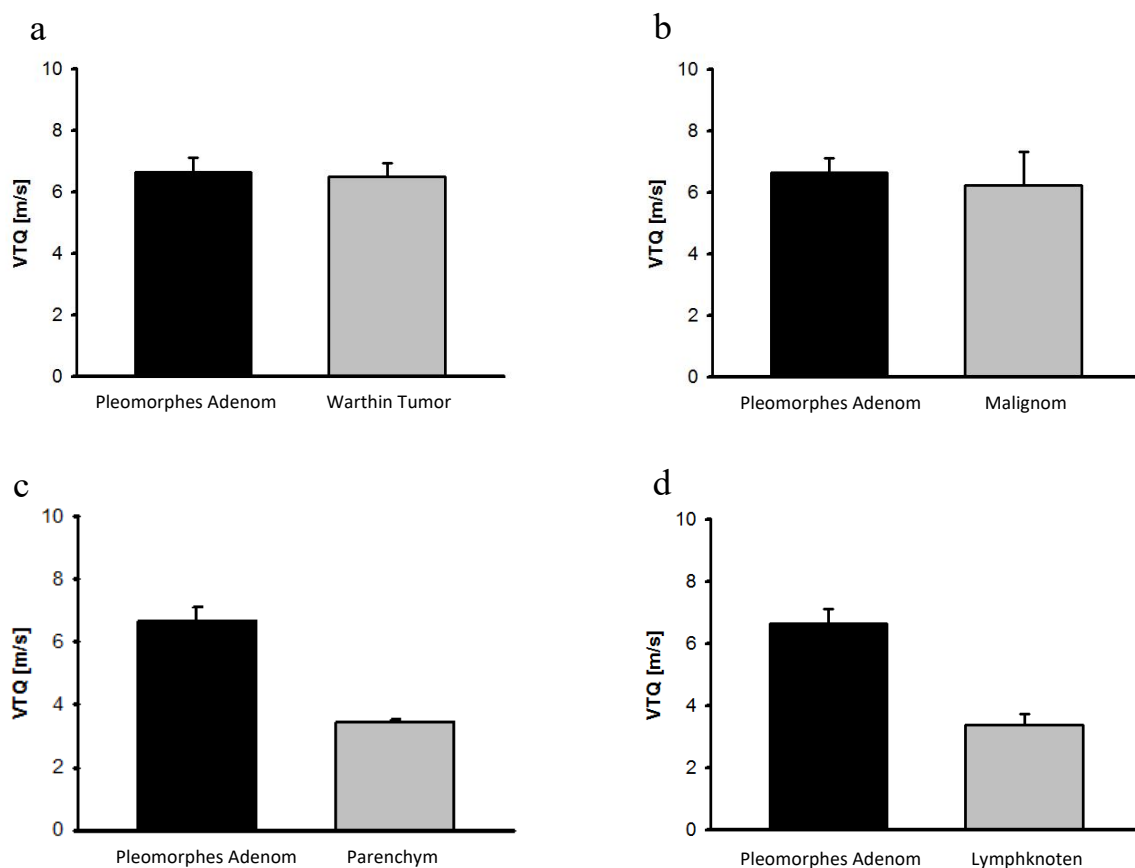 a
10
8
6
4
2
0
VTQ [m/s]
Pleomorphes Adenom Warthin Tumor
b
10
8
6
4
2
0
VTQ [m/s]
Pleomorphes Adenom Malignom
c
10
8
6
4
2
0
VTQ [m/s]
Pleomorphes Adenom Parenchym
d
10
8
6
4
2
0
VTQ [m/s]
Pleomorphes Adenom Lymphknoten